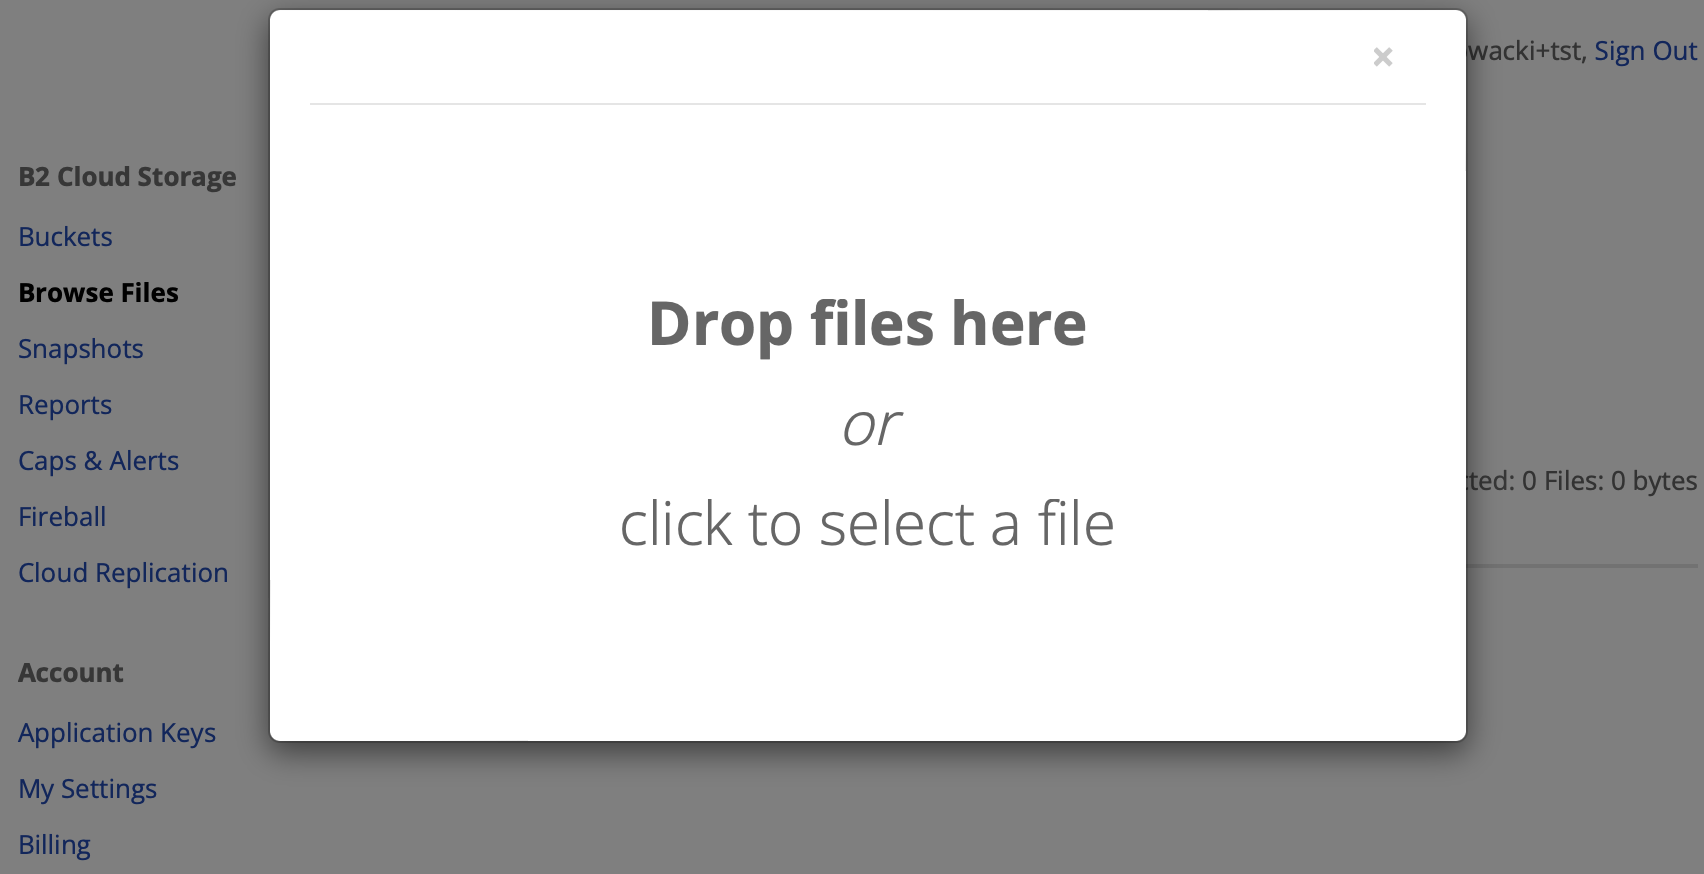 ×
wacki+tst, Sign Out
B2 Cloud Storage
Buckets
Browse Files
Snapshots
Reports
Caps & Alerts
Fireball
Cloud Replication
Account
Application Keys
My Settings
Billing
Drop files here
or
click to select a file
cted: 0 Files: 0 bytes